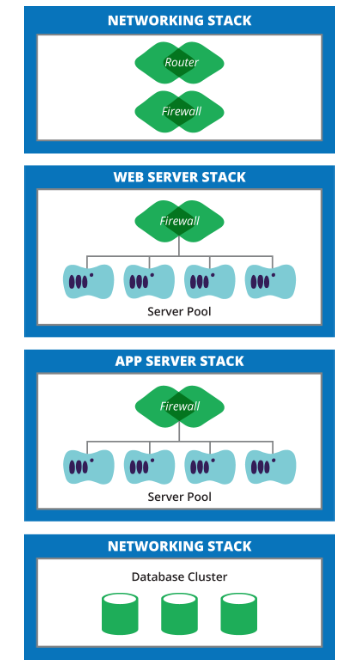 NETWORKING STACK
Router
Firewall
WEB SERVER STACK
Firewall
Server Pool
APP SERVER STACK
Firewall
Server Pool
NETWORKING STACK
Database Cluster